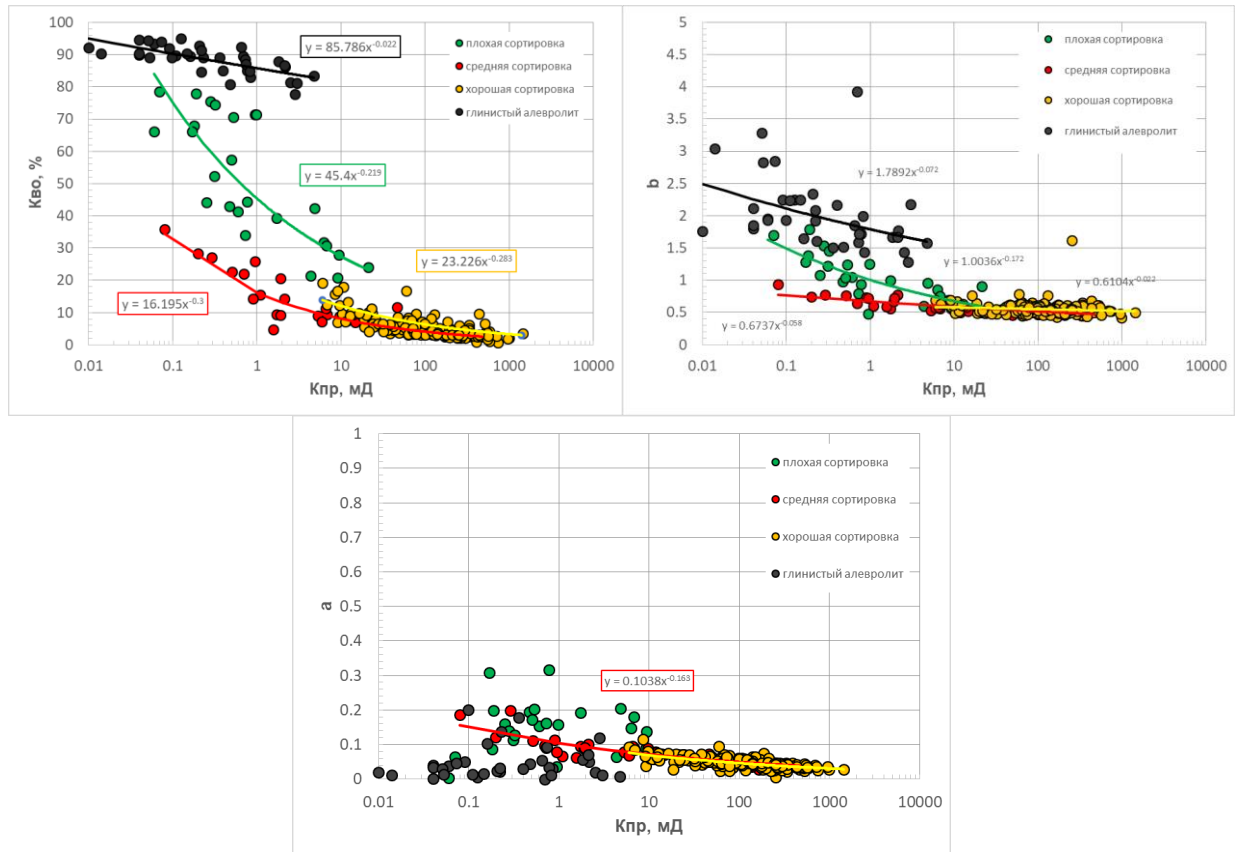 100
90
80
70
60
50
40
30
20
10
0
Кво, %
y = 85.786x^-0.022
y = 45.4x^-0.219
y = 23.226x^-0.283
y = 16.195x^-0.3
плохая сортировка
средняя сортировка
хорошая сортировка
глинистый алевролит
0.01 0.1 1 10 100 1000 10000
Кпр, мД
5
4.5
4
3.5
3
2.5
2
1.5
1
0.5
0
b
плохая сортировка
средняя сортировка
хорошая сортировка
глинистый алевролит
y = 1.7892x^-0.072
y = 1.0036x^-0.172
y = 0.6104x^-0.022
y = 0.6737x^-0.058
0.01 0.1 1 10 100 1000 10000
Кпр, мД
1
0.9
0.8
0.7
0.6
0.5
0.4
0.3
0.2
0.1
0
a
плохая сортировка
средняя сортировка
хорошая сортировка
глинистый алевролит
y = 0.1038x^-0.163
0.01 0.1 1 10 100 1000 10000
Кпр, мД